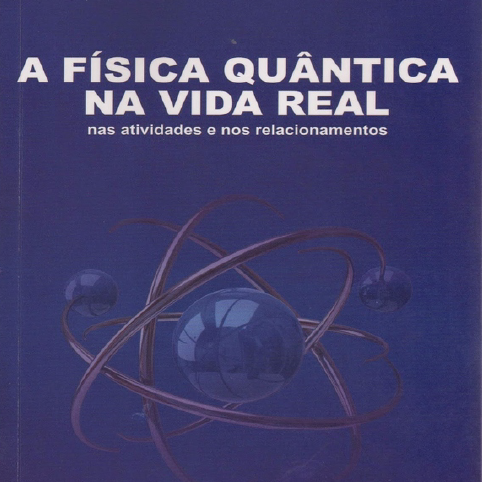 A FÍSICA QUÂNTICA
NA VIDA REAL
nas atividades e nos relacionamentos